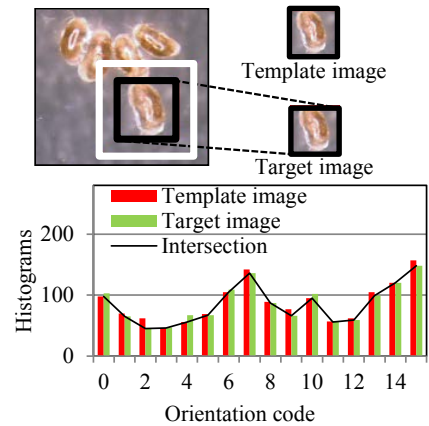 Template image
Target image
Template image
Target image
Intersection
200
100
0
Histograms
0 2 4 6 8 10 12 14
Orientation code